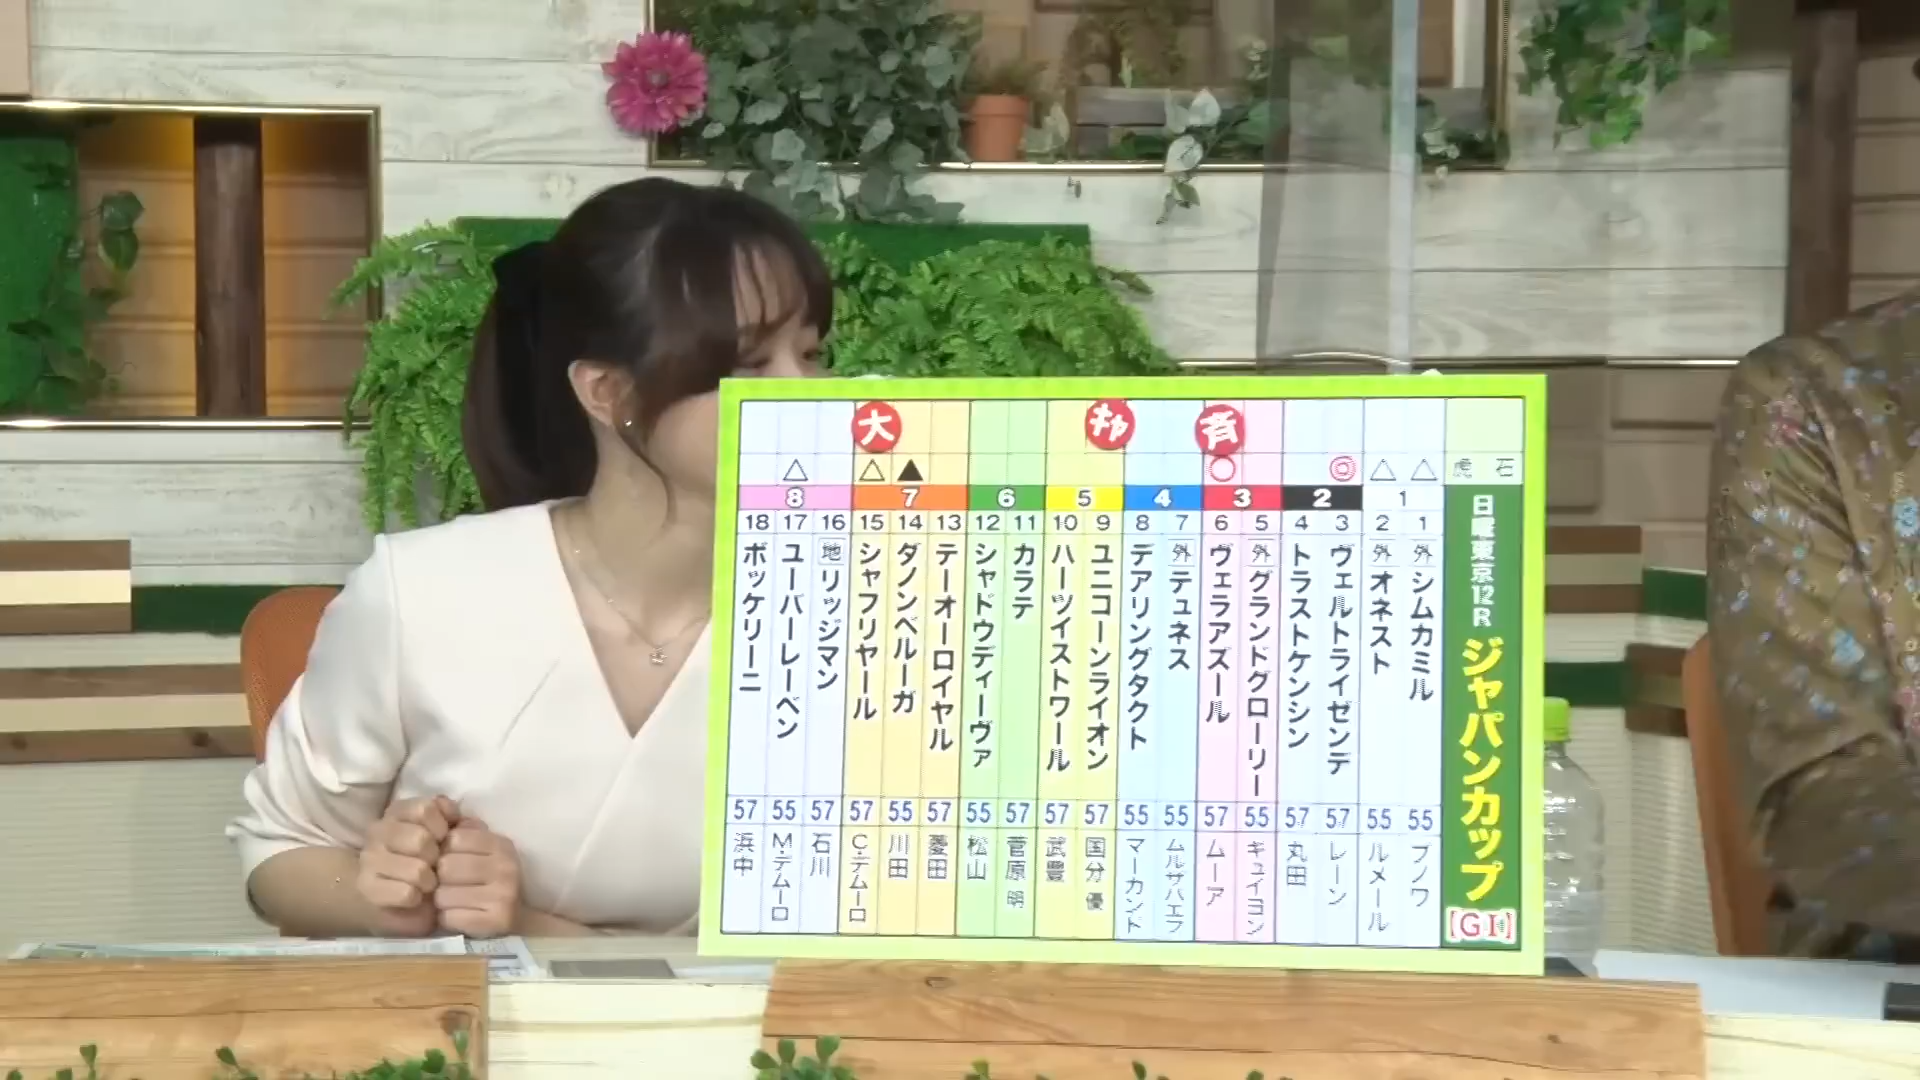 日曜東京12R
ジャパンカップ
[GI]
虎石
大
ｷｬ
斉
△ △ ▲ ○ ◎ △ △
8 7 6 5 4 3 2 1
18 17 16 15 14 13 12 11 10 9 8 7 6 5 4 3 2 1
外シムカミル 55 プノワ
外オネスト 55 ルメール
ヴェルトライゼンデ 57 レーン
トラストケンシン 57 丸田
外グランドグローリー 55 ギュイヨン
ヴェラアズール 57 ムーア
外テュネス 55 ムルザバエフ
デアリングタクト 55 マーカンド
ユニコーンライオン 57 国分優
ハーツイストワール 57 武豊
カラテ 57 菅原明
シャドウディーヴァ 55 松山
テーオーロイヤル 57 菱田
ダノンベルーガ 55 川田
シャフリヤール 57 C・デムーロ
地リッジマン 57 石川
ユーバーレーベン 55 M・デムーロ
ボッケリーニ 57 浜中